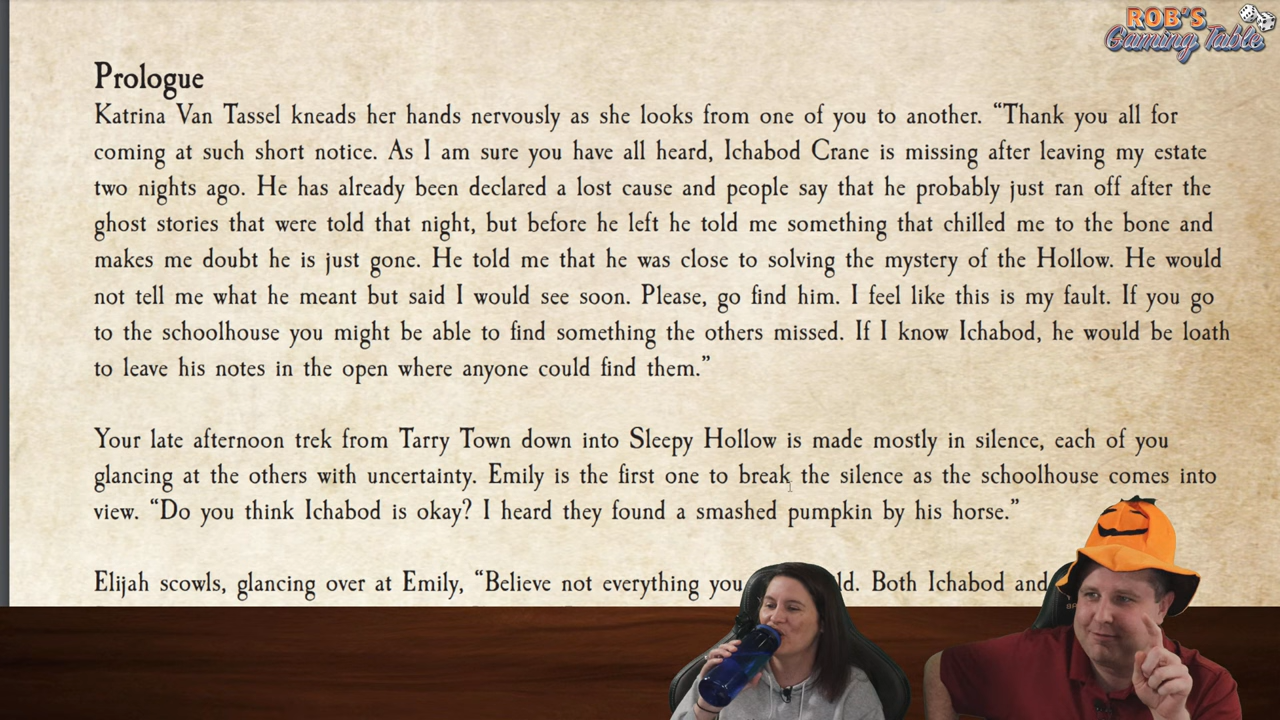 ROB'S
Gaming Table
Prologue
Katrina Van Tassel kneads her hands nervously as she looks from one of you to another. “Thank you all for
coming at such short notice. As I am sure you have all heard, Ichabod Crane is missing after leaving my estate
two nights ago. He has already been declared a lost cause and people say that he probably just ran off after the
ghost stories that were told that night, but before he left he told me something that chilled me to the bone and
makes me doubt he is just gone. He told me that he was close to solving the mystery of the Hollow. He would
not tell me what he meant but said I would see soon. Please, go find him. I feel like this is my fault. If you go
to the schoolhouse you might be able to find something the others missed. If I know Ichabod, he would be loath
to leave his notes in the open where anyone could find them.”
Your late afternoon trek from Tarry Town down into Sleepy Hollow is made mostly in silence, each of you
glancing at the others with uncertainty. Emily is the first one to break the silence as the schoolhouse comes into
view. “Do you think Ichabod is okay? I heard they found a smashed pumpkin by his horse.”
Elijah scowls, glancing over at Emily, “Believe not everything you ld. Both Ichabod and